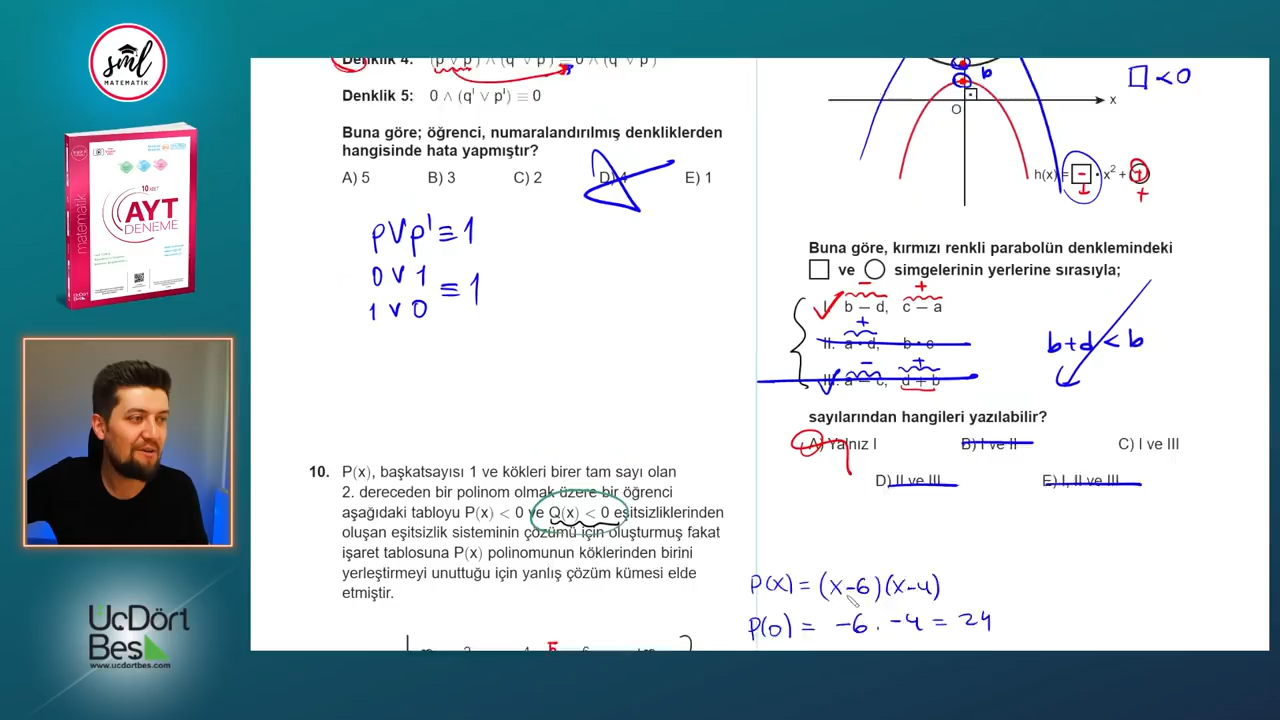 sml
MATEMATİK
matematik
10 ADET
AYT
DENEME
ÜçDörtBeş
ÜcDört
Beş
www.ucdortbes.com
Denklik 4:
Denklik 5: 0 ∧ (q' ∨ p') ≡ 0
Buna göre; öğrenci, numaralandırılmış denkliklerden
hangisinde hata yapmıştır?
A) 5 B) 3 C) 2 D) 4 E) 1
p ∨ p' ≡ 1
0 ∨ 1
≡ 1
1 ∨ 0
10. P(x), başkatsayısı 1 ve kökleri birer tam sayı olan
2. dereceden bir polinom olmak üzere bir öğrenci
aşağıdaki tabloyu P(x) < 0 ve Q(x) < 0 eşitsizliklerinden
oluşan eşitsizlik sisteminin çözümü için oluşturmuş fakat
işaret tablosuna P(x) polinomunun köklerinden birini
yerleştirmeyi unuttuğu için yanlış çözüm kümesi elde
etmiştir.
b
□ < 0
x
O
h(x) = □ · x² + ○
Buna göre, kırmızı renkli parabolün denklemindeki
□ ve ○ simgelerinin yerlerine sırasıyla;
− +
I. b − d, c − a
+
II. a · d, b · c
− +
III. a − c, d + b
b+d < b
sayılarından hangileri yazılabilir?
A) Yalnız I B) I ve II C) I ve III
D) II ve III E) I, II ve III
P(x) = (x−6)(x−4)
P(0) = −6 . −4 = 24